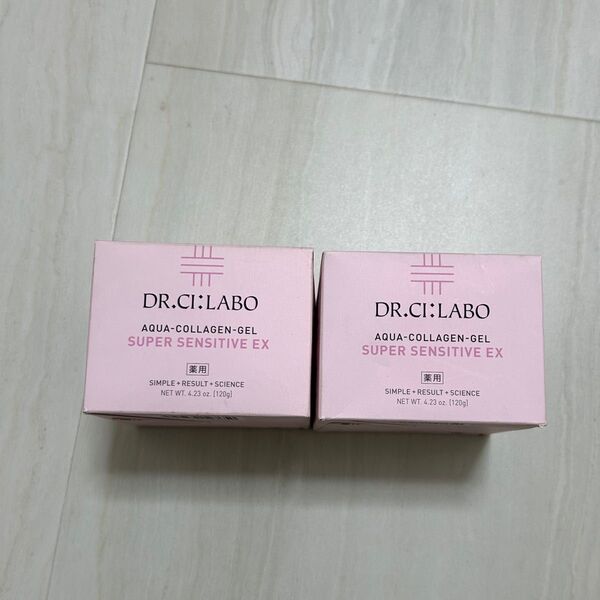 DR.CI:LABO
AQUA-COLLAGEN-GEL
SUPER SENSITIVE EX
薬用
SIMPLE + RESULT + SCIENCE
NET WT. 4.23 oz. [120g]
DR.CI:LABO
AQUA-COLLAGEN-GEL
SUPER SENSITIVE EX
薬用
SIMPLE + RESULT + SCIENCE
NET WT. 4.23 oz. [120g]